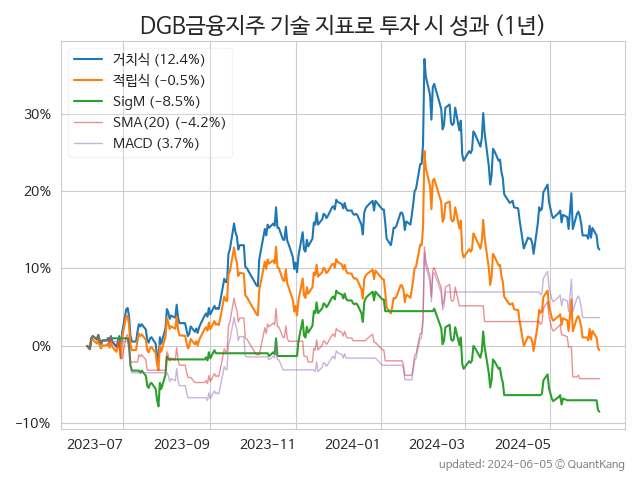 DGB금융지주 기술 지표로 투자 시 성과 (1년)
거치식 (12.4%)
적립식 (−0.5%)
SigM (−8.5%)
SMA(20) (−4.2%)
MACD (3.7%)
30%
20%
10%
0%
−10%
2023-07
2023-09
2023-11
2024-01
2024-03
2024-05
updated: 2024-06-05 ⓒ QuantKang